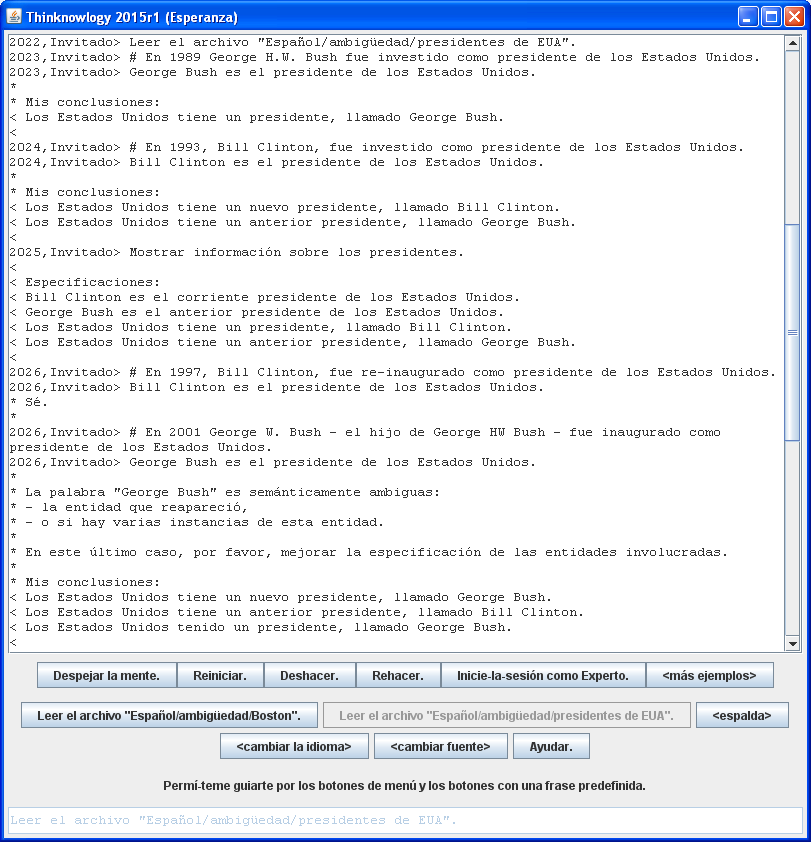 Thinknowlogy 2015r1 (Esperanza)
2022,Invitado> Leer el archivo "Español/ambigüedad/presidentes de EUA".
2023,Invitado> # En 1989 George H.W. Bush fue investido como presidente de los Estados Unidos.
2023,Invitado> George Bush es el presidente de los Estados Unidos.
*
* Mis conclusiones:
< Los Estados Unidos tiene un presidente, llamado George Bush.
<
2024,Invitado> # En 1993, Bill Clinton, fue investido como presidente de los Estados Unidos.
2024,Invitado> Bill Clinton es el presidente de los Estados Unidos.
*
* Mis conclusiones:
< Los Estados Unidos tiene un nuevo presidente, llamado Bill Clinton.
< Los Estados Unidos tiene un anterior presidente, llamado George Bush.
<
2025,Invitado> Mostrar información sobre los presidentes.
<
< Especificaciones:
< Bill Clinton es el corriente presidente de los Estados Unidos.
< George Bush es el anterior presidente de los Estados Unidos.
< Los Estados Unidos tiene un presidente, llamado Bill Clinton.
< Los Estados Unidos tiene un anterior presidente, llamado George Bush.
<
2026,Invitado> # En 1997, Bill Clinton, fue re-inaugurado como presidente de los Estados Unidos.
2026,Invitado> Bill Clinton es el presidente de los Estados Unidos.
* Sé.
*
2026,Invitado> # En 2001 George W. Bush - el hijo de George HW Bush - fue inaugurado como
presidente de los Estados Unidos.
2026,Invitado> George Bush es el presidente de los Estados Unidos.
*
* La palabra "George Bush" es semánticamente ambiguas:
* - la entidad que reapareció,
* - o si hay varias instancias de esta entidad.
*
* En este último caso, por favor, mejorar la especificación de las entidades involucradas.
*
* Mis conclusiones:
< Los Estados Unidos tiene un nuevo presidente, llamado George Bush.
< Los Estados Unidos tiene un anterior presidente, llamado Bill Clinton.
< Los Estados Unidos tenido un presidente, llamado George Bush.
<
Despejar la mente. Reiniciar. Deshacer. Rehacer. Inicie-la-sesión como Experto. <más ejemplos>
Leer el archivo "Español/ambigüedad/Boston". Leer el archivo "Español/ambigüedad/presidentes de EUA". <espalda>
<cambiar la idioma> <cambiar fuente> Ayudar.
Permí-teme guiarte por los botones de menú y los botones con una frase predefinida.
Leer el archivo "Español/ambigüedad/presidentes de EUA".